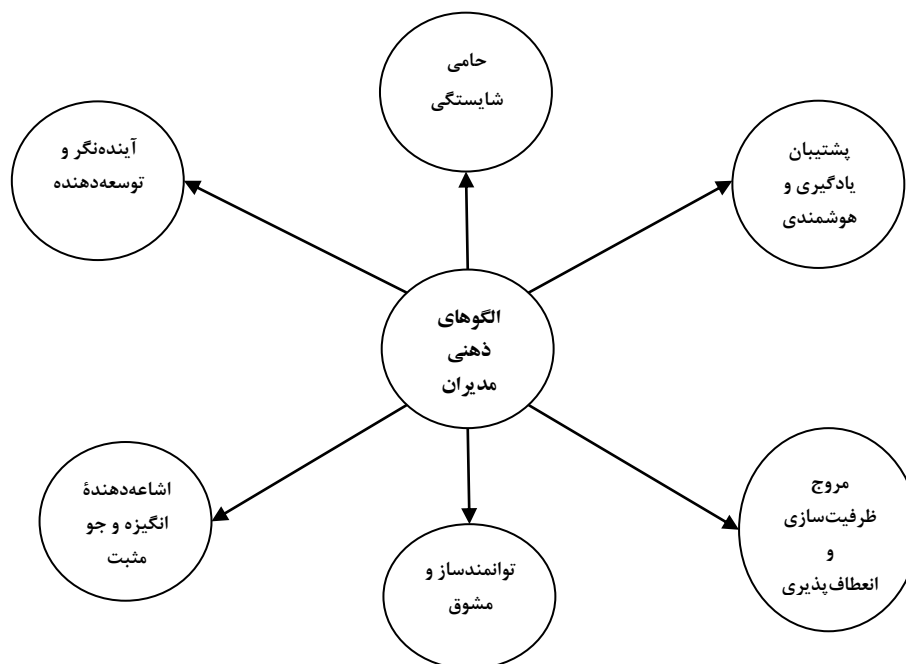 حامی
شایستگی
پشتیبان
یادگیری و
هوشمندی
آینده‌نگر و
توسعه‌دهنده
الگوهای
ذهنی
مدیران
مروج
ظرفیت‌سازی
و
انعطاف‌پذیری
توانمندساز و
مشوق
اشاعه‌دهندۀ
انگیزه و جو
مثبت